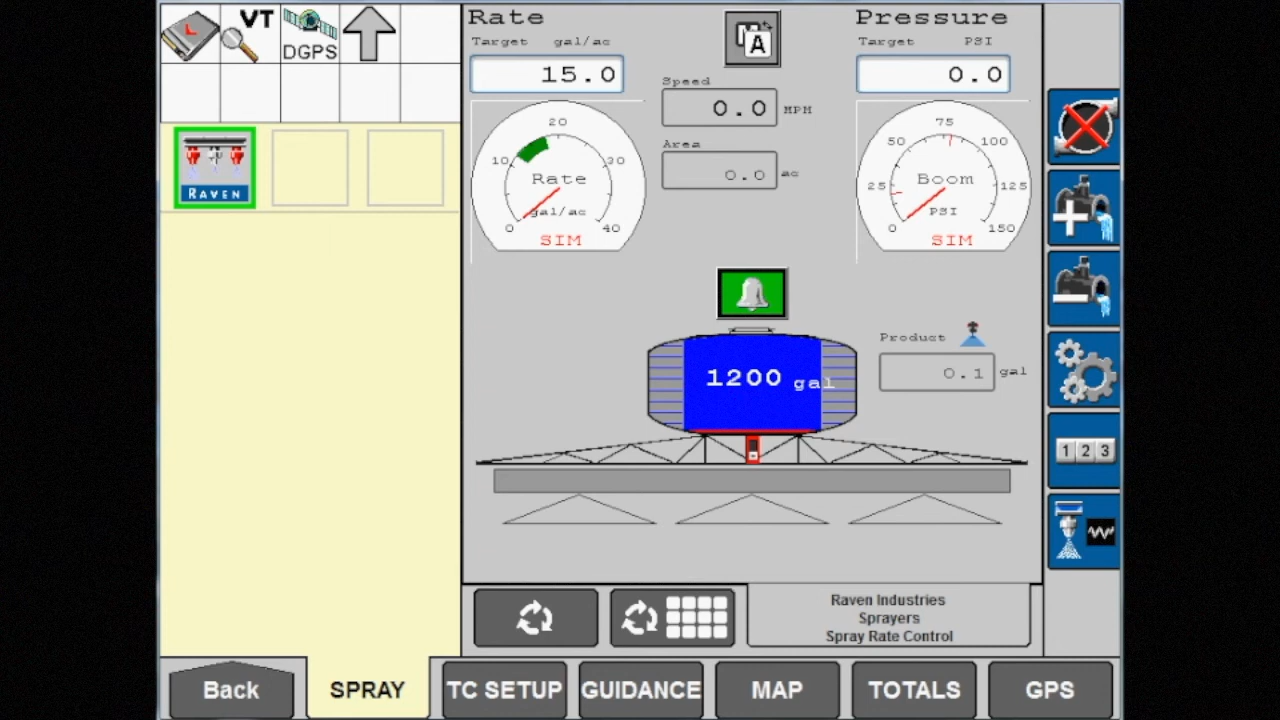 VT
DGPS
RAVEN
Rate
Target gal/ac
15.0
10
20
30
Rate
gal/ac
0
40
SIM
A
Speed
0.0 MPH
Area
0.0 ac
Pressure
Target PSI
0.0
75
50
100
25
Boom
125
PSI
0
150
SIM
1200 gal
Product
0.1 gal
1 2 3
Raven Industries
Sprayers
Spray Rate Control
Back
SPRAY
TC SETUP
GUIDANCE
MAP
TOTALS
GPS